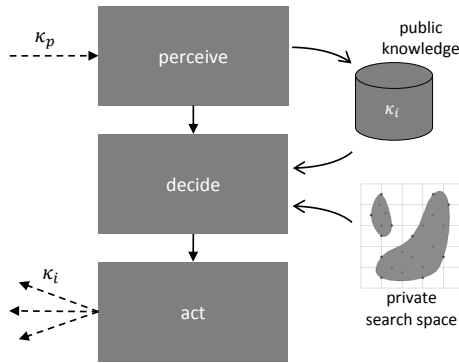 κₚ
perceive
public
knowledge
κᵢ
decide
κᵢ
act
private
search space